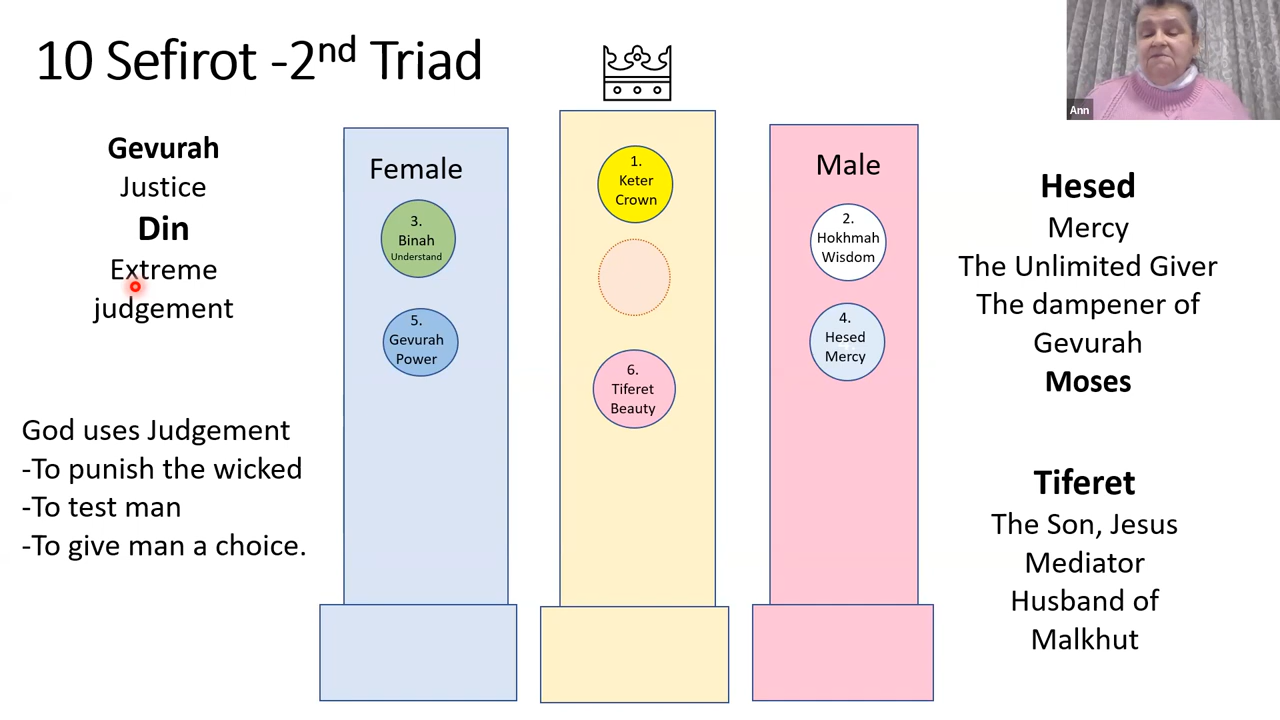 10 Sefirot -2nd Triad
Ann
Gevurah
Justice
Din
Extreme
judgement
God uses Judgement
-To punish the wicked
-To test man
-To give man a choice.
Female
3.
Binah
Understand
5.
Gevurah
Power
1.
Keter
Crown
6.
Tiferet
Beauty
Male
2.
Hokhmah
Wisdom
4.
Hesed
Mercy
Hesed
Mercy
The Unlimited Giver
The dampener of
Gevurah
Moses
Tiferet
The Son, Jesus
Mediator
Husband of
Malkhut